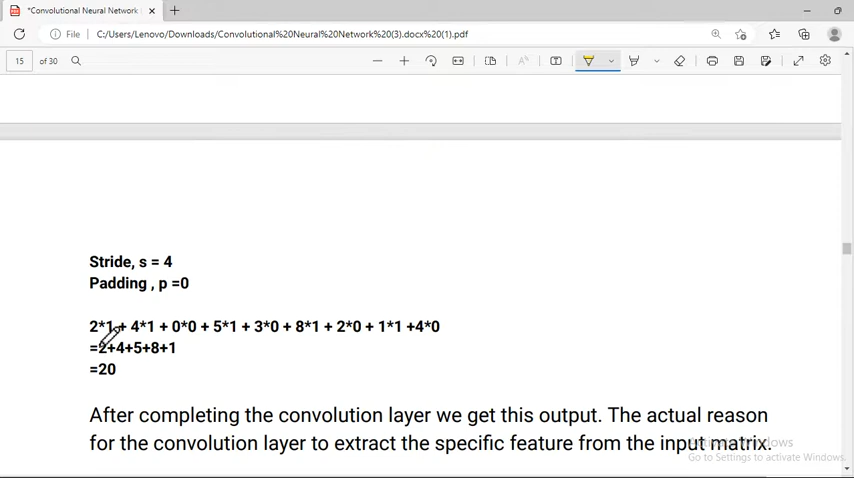 *Convolutional Neural Network
File
C:/Users/Lenovo/Downloads/Convolutional%20Neural%20Network%20(3).docx%20(1).pdf
15 of 30
Stride, s = 4
Padding , p =0
2*1 + 4*1 + 0*0 + 5*1 + 3*0 + 8*1 + 2*0 + 1*1 +4*0
=2+4+5+8+1
=20
After completing the convolution layer we get this output. The actual reason
for the convolution layer to extract the specific feature from the input matrix.
Activate Windows
Go to Settings to activate Windows.